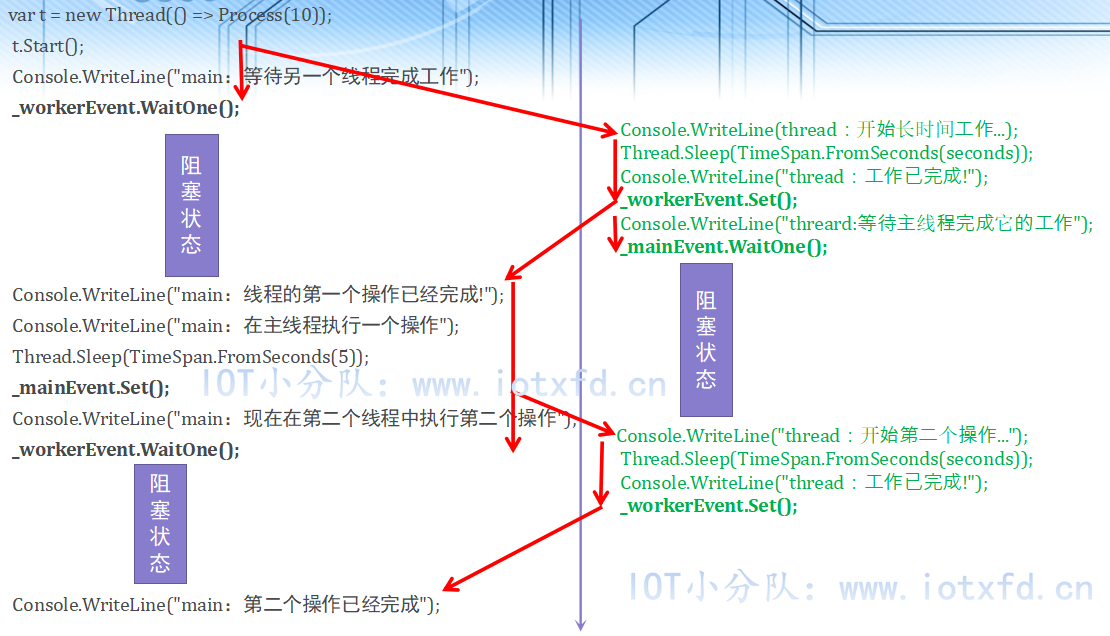 var t = new Thread(() => Process(10));
t.Start();
Console.WriteLine("main：等待另一个线程完成工作");
_workerEvent.WaitOne();
阻塞状态
Console.WriteLine("main：线程的第一个操作已经完成!");
Console.WriteLine("main：在主线程执行一个操作");
Thread.Sleep(TimeSpan.FromSeconds(5));
_mainEvent.Set();
Console.WriteLine("main：现在在第二个线程中执行第二个操作");
_workerEvent.WaitOne();
阻塞状态
Console.WriteLine("main：第二个操作已经完成");
Console.WriteLine(thread：开始长时间工作...);
Thread.Sleep(TimeSpan.FromSeconds(seconds));
Console.WriteLine("thread：工作已完成!");
_workerEvent.Set();
Console.WriteLine("threard:等待主线程完成它的工作");
_mainEvent.WaitOne();
阻塞状态
Console.WriteLine("thread：开始第二个操作...");
Thread.Sleep(TimeSpan.FromSeconds(seconds));
Console.WriteLine("thread：工作已完成!");
_workerEvent.Set();
IOT小分队：www.iotxfd.cn
IOT小分队：www.iotxfd.cn